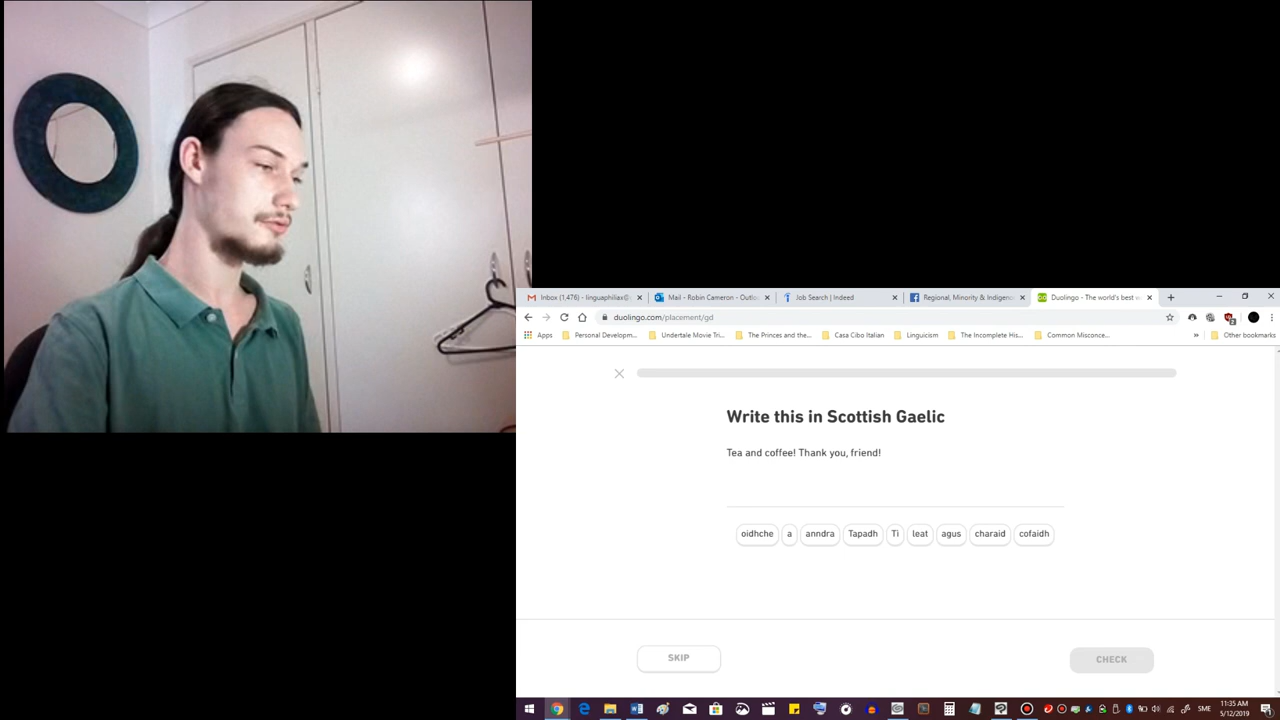 Inbox (1,476) - linguaphiliax@
Mail - Robin Cameron - Outlo
Job Search | Indeed
Regional, Minority & Indigen
Duolingo - The world's best w
duolingo.com/placement/gd
Apps
Personal Developm...
Undertale Movie Tri...
The Princes and the...
Casa Cibo Italian
Linguicism
The Incomplete His...
Common Misconce...
»
Other bookmarks
Write this in Scottish Gaelic
Tea and coffee! Thank you, friend!
oidhche a anndra Tapadh Tì leat agus charaid cofaidh
SKIP
CHECK
SME
11:35 AM
5/12/2019